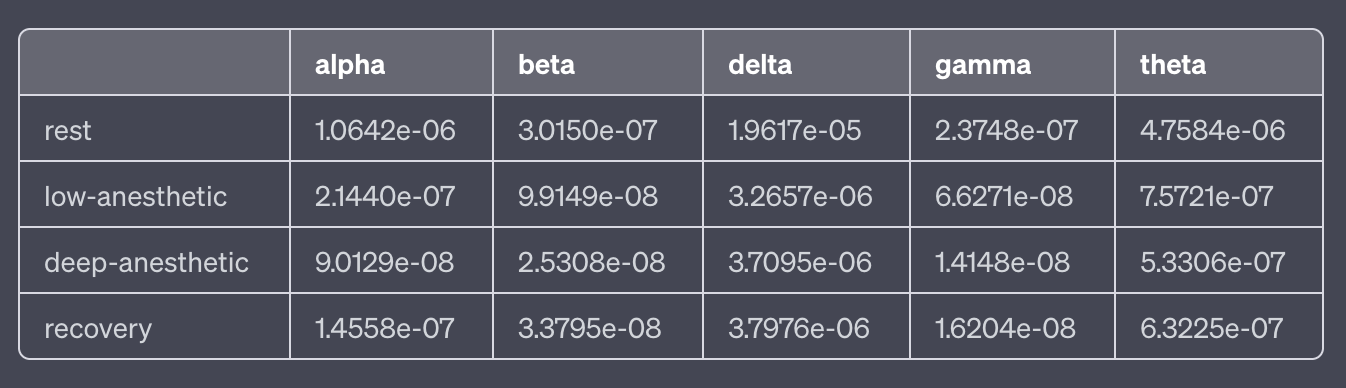 alpha beta delta gamma theta
rest 1.0642e-06 3.0150e-07 1.9617e-05 2.3748e-07 4.7584e-06
low-anesthetic 2.1440e-07 9.9149e-08 3.2657e-06 6.6271e-08 7.5721e-07
deep-anesthetic 9.0129e-08 2.5308e-08 3.7095e-06 1.4148e-08 5.3306e-07
recovery 1.4558e-07 3.3795e-08 3.7976e-06 1.6204e-08 6.3225e-07